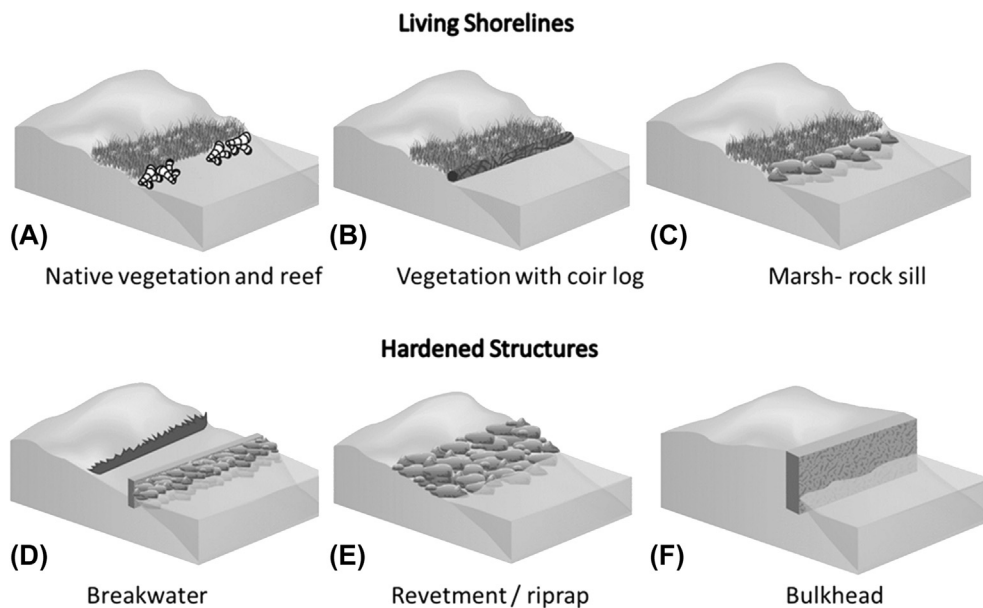 Living Shorelines
(A)
(B)
(C)
Native vegetation and reef
Vegetation with coir log
Marsh- rock sill
Hardened Structures
(D)
(E)
(F)
Breakwater
Revetment / riprap
Bulkhead